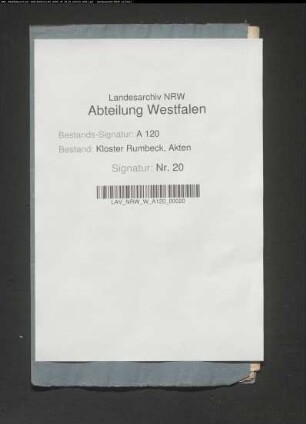 Landesarchiv NRW
Abteilung Westfalen
Bestands-Signatur: A 120
Bestand: Kloster Rumbeck, Akten
Signatur: Nr. 20
LAV_NRW_W_A120_00020